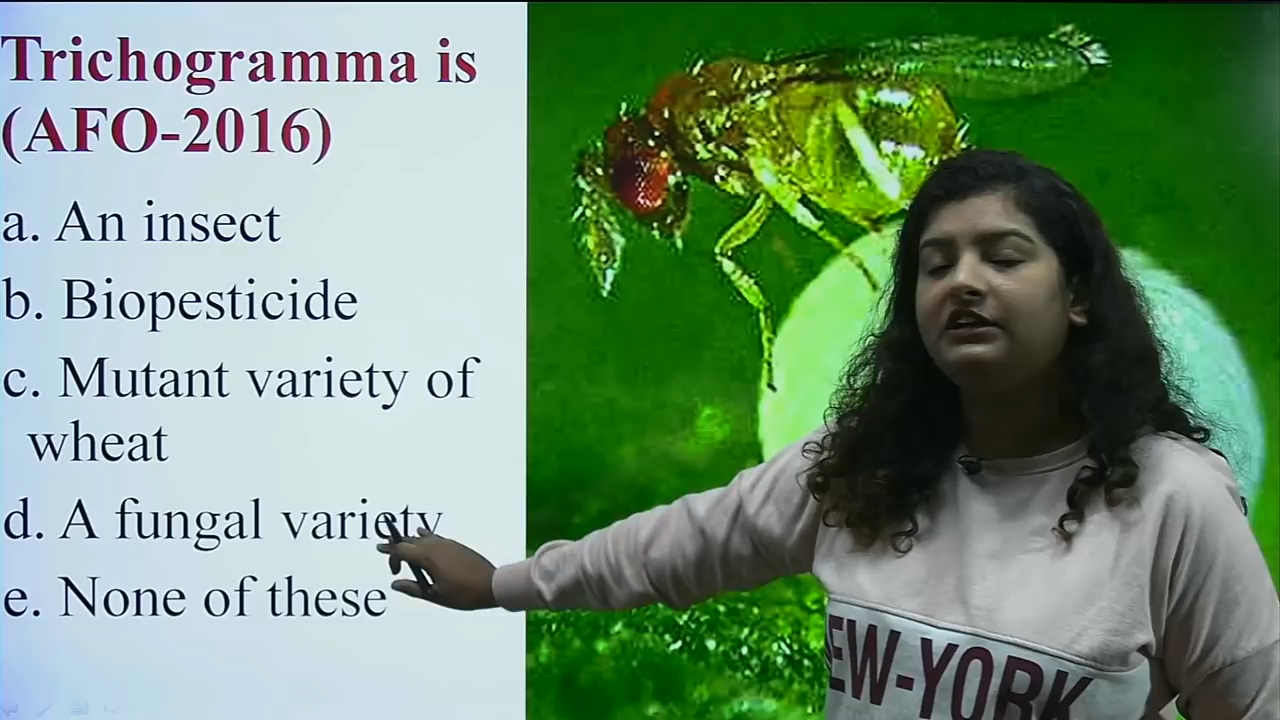 Trichogramma is
(AFO-2016)
a. An insect
b. Biopesticide
c. Mutant variety of
wheat
d. A fungal variety
e. None of these
EW-YORK